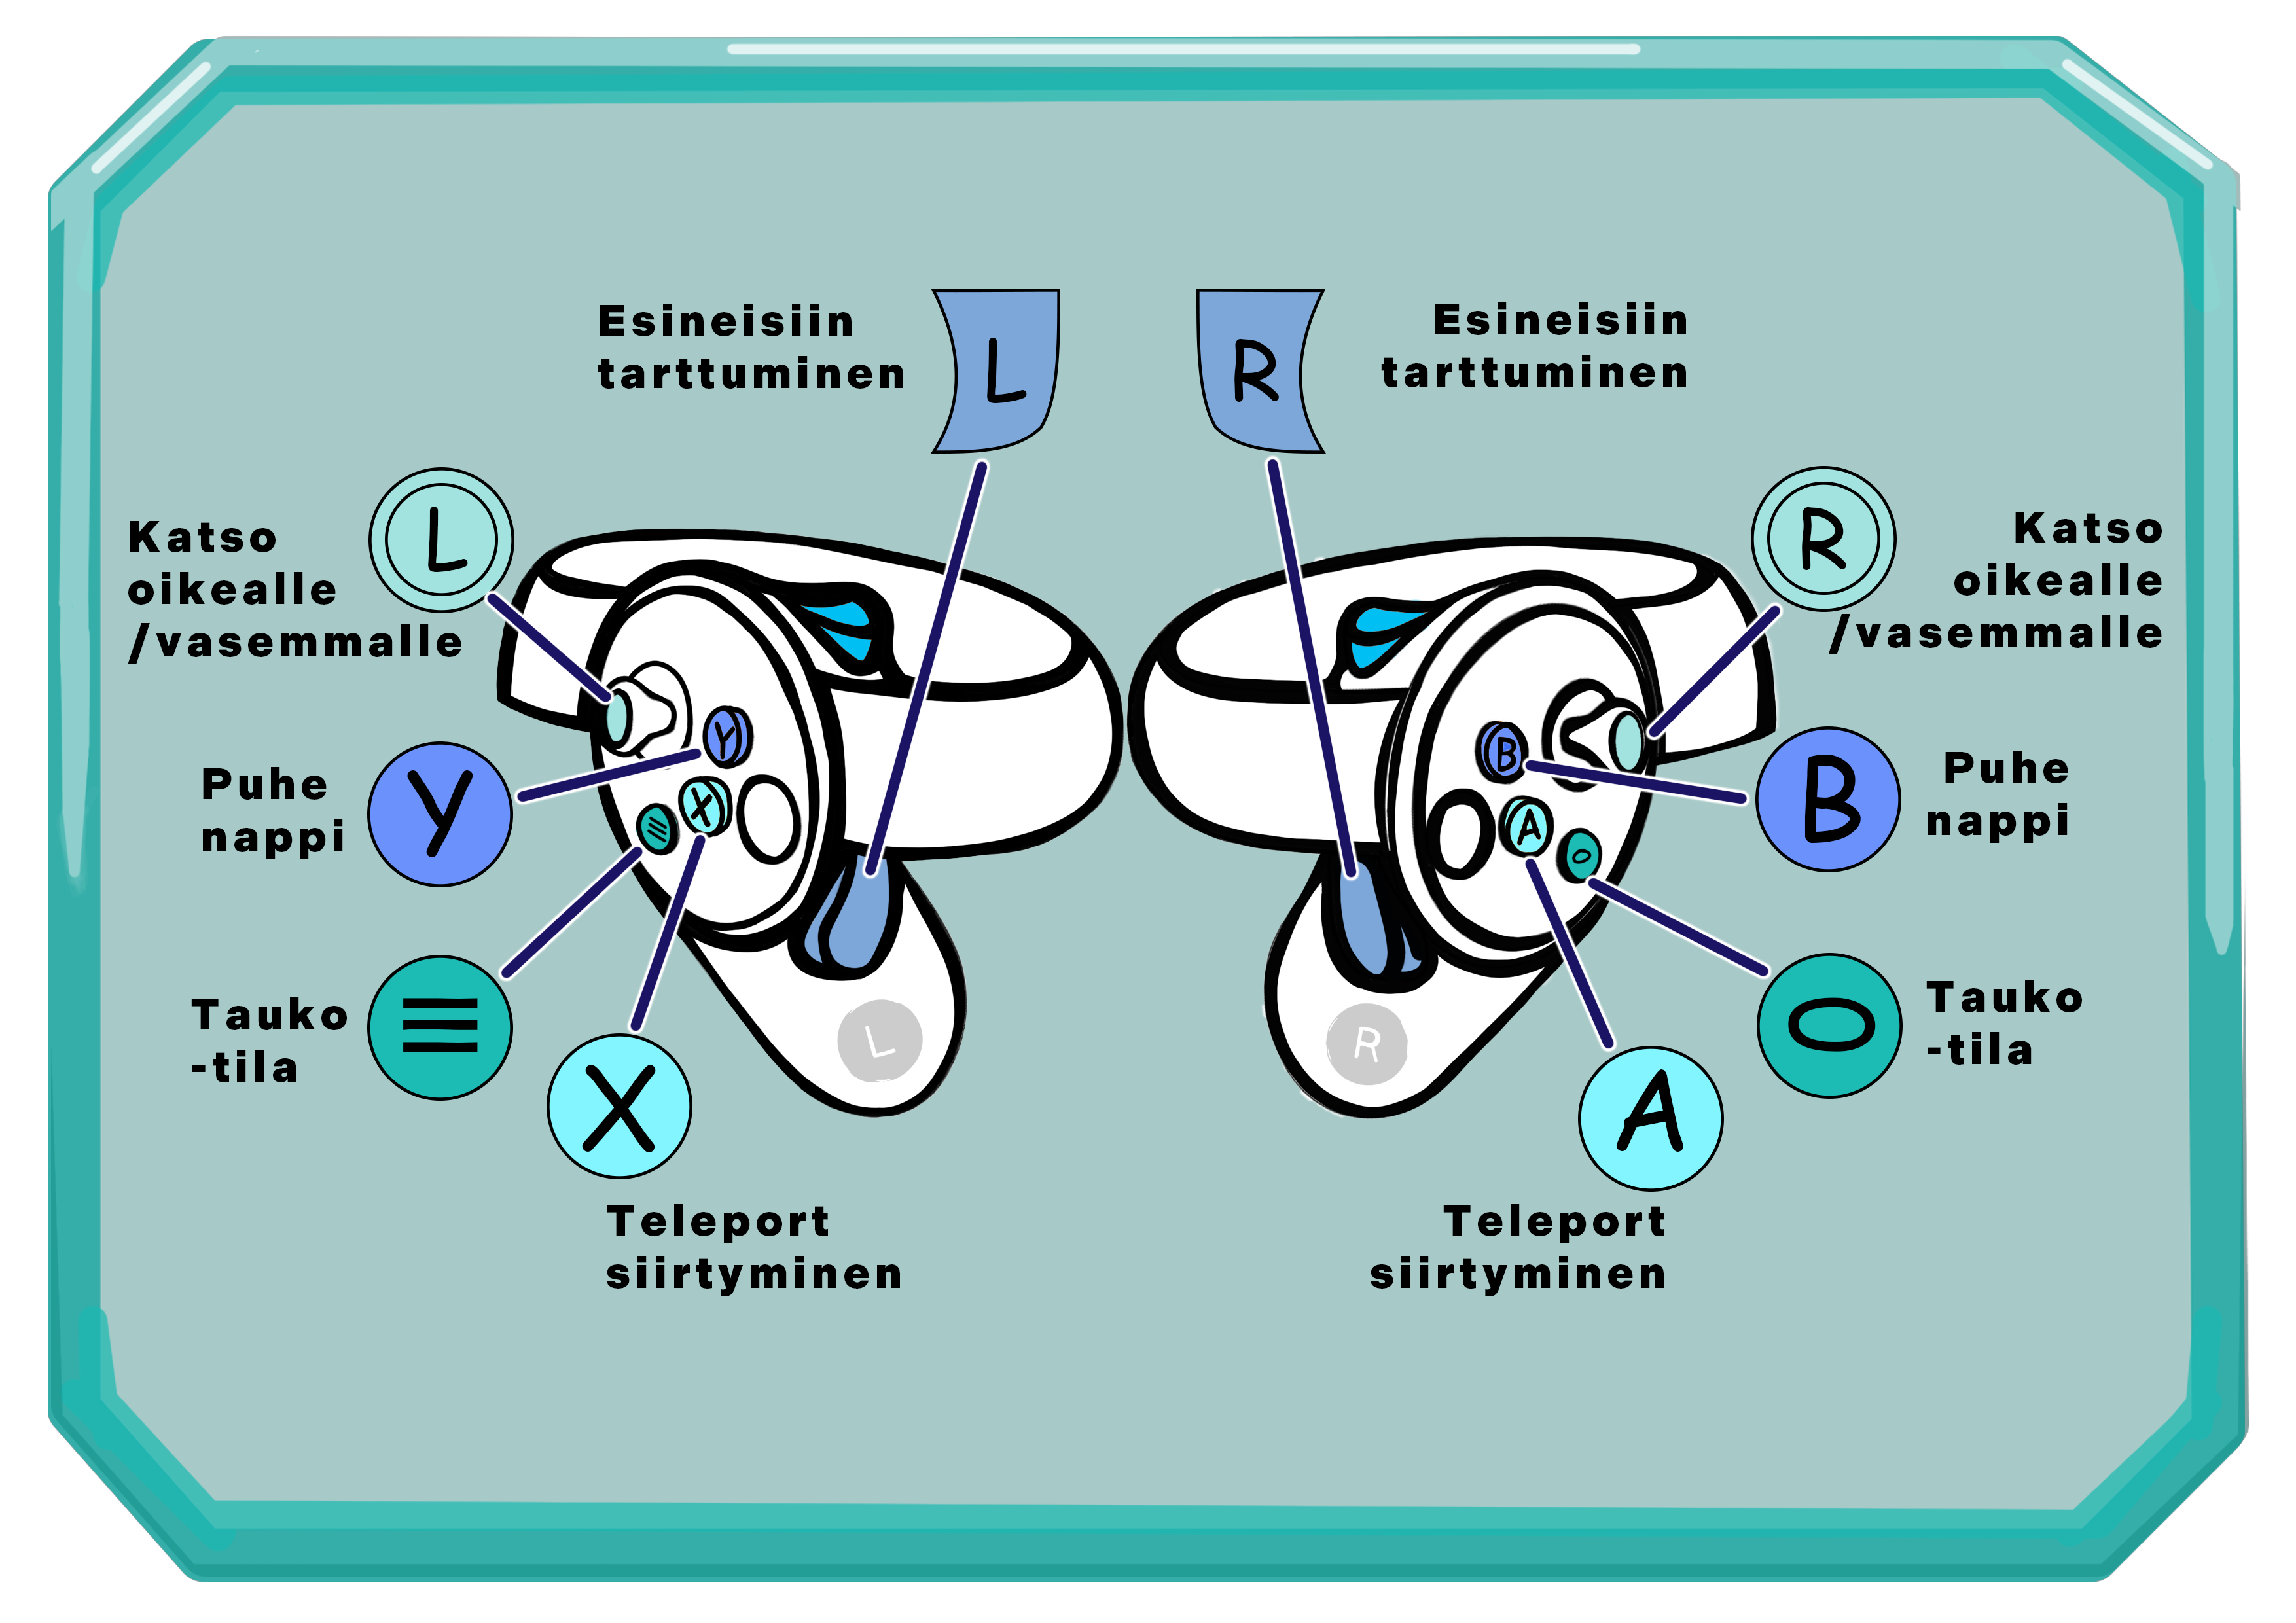 Esineisiin
tarttuminen
L
R
Esineisiin
tarttuminen
Katso
oikealle
/vasemmalle
L
R
Katso
oikealle
/vasemmalle
Puhe
nappi
Y
Y
X
B
A
B
Puhe
nappi
Tauko
-tila
L
R
Tauko
-tila
X
A
Teleport
siirtyminen
Teleport
siirtyminen